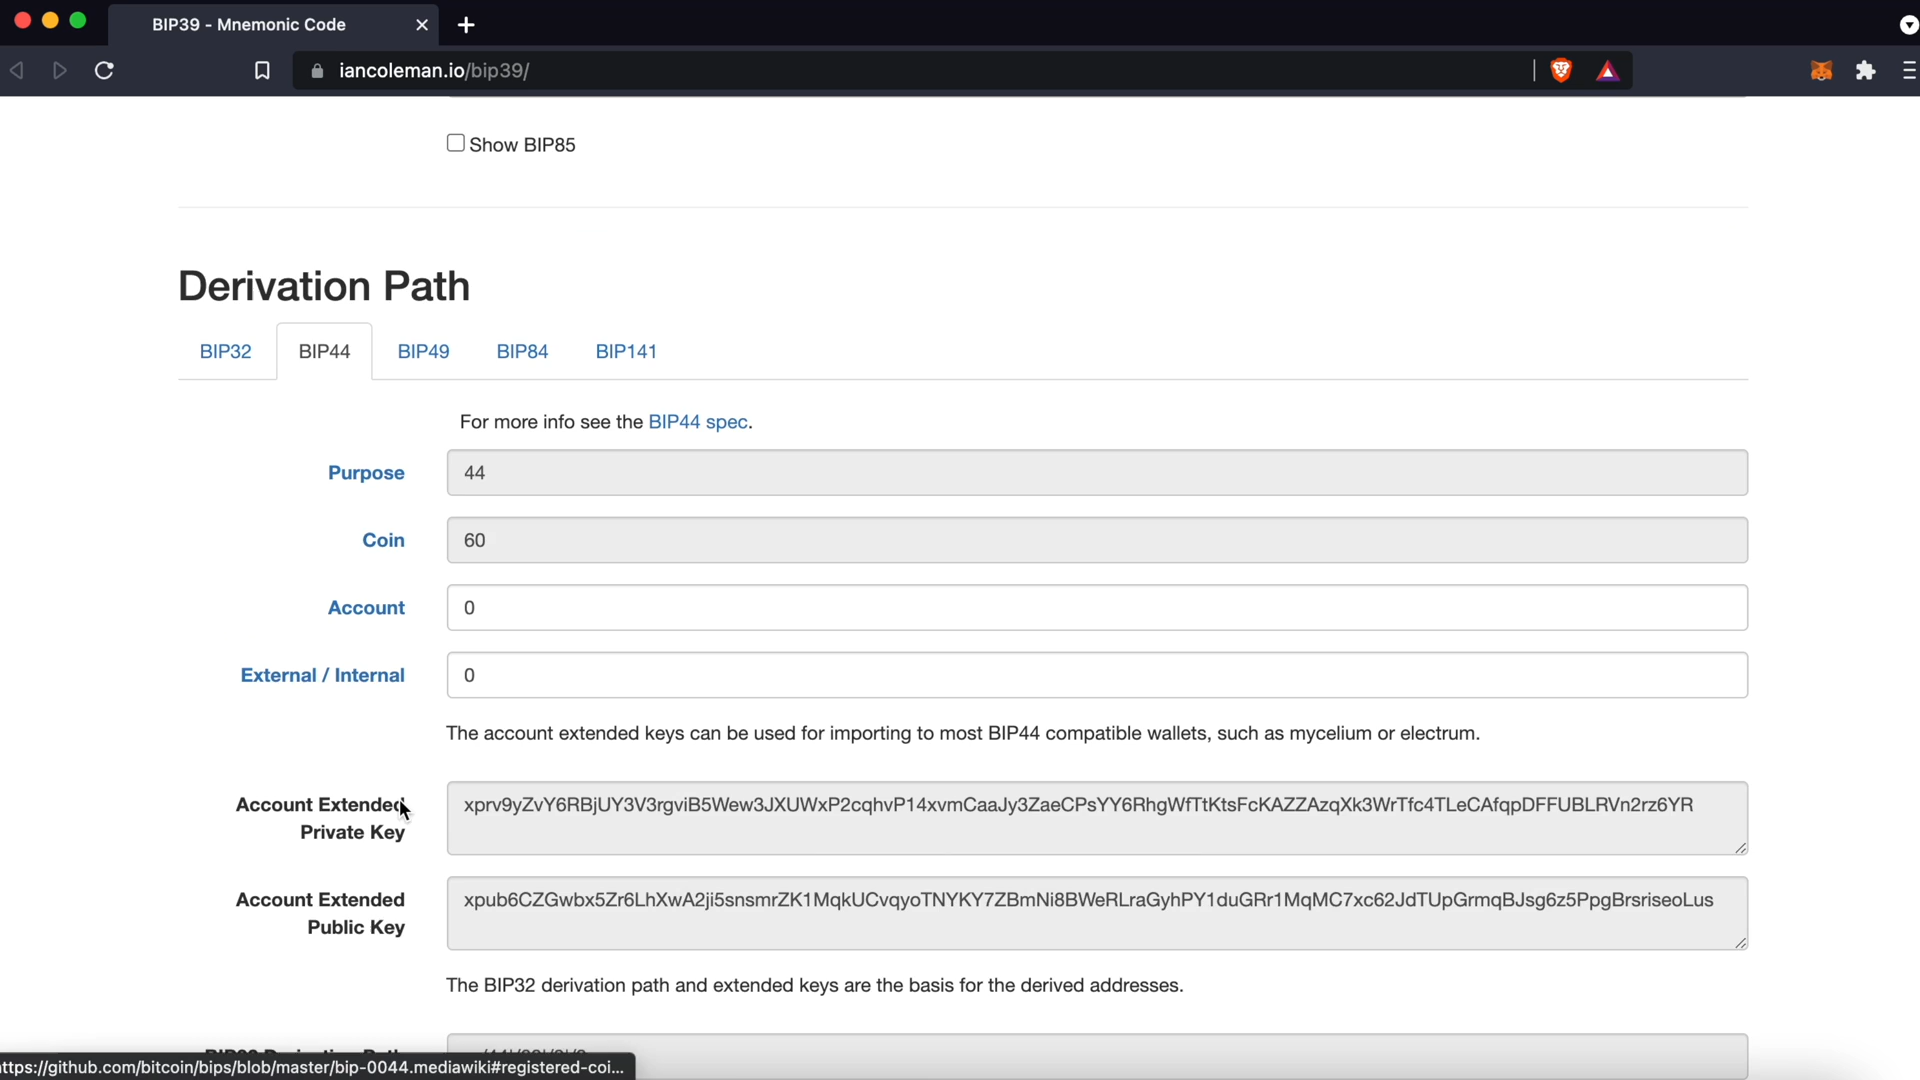 BIP39 - Mnemonic Code
iancoleman.io/bip39/
Show BIP85
Derivation Path
BIP32 BIP44 BIP49 BIP84 BIP141
For more info see the BIP44 spec.
Purpose 44
Coin 60
Account 0
External / Internal 0
The account extended keys can be used for importing to most BIP44 compatible wallets, such as mycelium or electrum.
Account Extended
Private Key
xprv9yZvY6RBjUY3V3rgviB5Wew3JXUWxP2cqhvP14xvmCaaJy3ZaeCPsYY6RhgWfTtKtsFcKAZZAzqXk3WrTfc4TLeCAfqpDFFUBLRVn2rz6YR
Account Extended
Public Key
xpub6CZGwbx5Zr6LhXwA2ji5snsmrZK1MqkUCvqyoTNYKY7ZBmNi8BWeRLraGyhPY1duGRr1MqMC7xc62JdTUpGrmqBJsg6z5PpgBrsriseoLus
The BIP32 derivation path and extended keys are the basis for the derived addresses.
ttps://github.com/bitcoin/bips/blob/master/bip-0044.mediawiki#registered-coi...